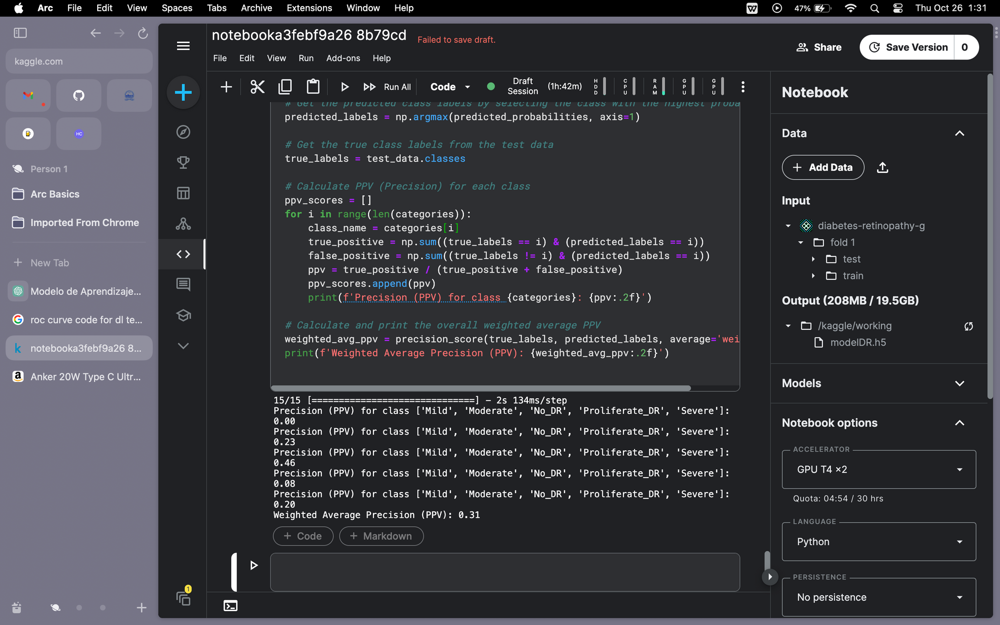 Arc File Edit View Spaces Tabs Archive Extensions Window Help 47% Thu Oct 26 1:31
kaggle.com
HC
Person 1
Arc Basics
Imported From Chrome
+ New Tab
Modelo de Aprendizaje...
roc curve code for dl te...
notebooka3febf9a26 8...
Anker 20W Type C Ultr...
notebooka3febf9a26 8b79cd Failed to save draft.
File Edit View Run Add-ons Help
Share
Save Version 0
Run All Code Draft Session (1h:42m) HDD CPU RAM GPU GPU
# Get the predicted class labels by selecting the class with the highest proba
predicted_labels = np.argmax(predicted_probabilities, axis=1)
# Get the true class labels from the test data
true_labels = test_data.classes
# Calculate PPV (Precision) for each class
ppv_scores = []
for i in range(len(categories)):
    class_name = categories[i]
    true_positive = np.sum((true_labels == i) & (predicted_labels == i))
    false_positive = np.sum((true_labels != i) & (predicted_labels == i))
    ppv = true_positive / (true_positive + false_positive)
    ppv_scores.append(ppv)
    print(f'Precision (PPV) for class {categories}: {ppv:.2f}')
# Calculate and print the overall weighted average PPV
weighted_avg_ppv = precision_score(true_labels, predicted_labels, average='wei
print(f'Weighted Average Precision (PPV): {weighted_avg_ppv:.2f}')
15/15 [==============================] - 2s 134ms/step
Precision (PPV) for class ['Mild', 'Moderate', 'No_DR', 'Proliferate_DR', 'Severe']:
0.00
Precision (PPV) for class ['Mild', 'Moderate', 'No_DR', 'Proliferate_DR', 'Severe']:
0.23
Precision (PPV) for class ['Mild', 'Moderate', 'No_DR', 'Proliferate_DR', 'Severe']:
0.46
Precision (PPV) for class ['Mild', 'Moderate', 'No_DR', 'Proliferate_DR', 'Severe']:
0.08
Precision (PPV) for class ['Mild', 'Moderate', 'No_DR', 'Proliferate_DR', 'Severe']:
0.20
Weighted Average Precision (PPV): 0.31
+ Code + Markdown
1
Notebook
Data
+ Add Data
Input
diabetes-retinopathy-g
fold 1
test
train
Output (208MB / 19.5GB)
/kaggle/working
modelDR.h5
Models
Notebook options
ACCELERATOR
GPU T4 ×2
Quota: 04:54 / 30 hrs
LANGUAGE
Python
PERSISTENCE
No persistence